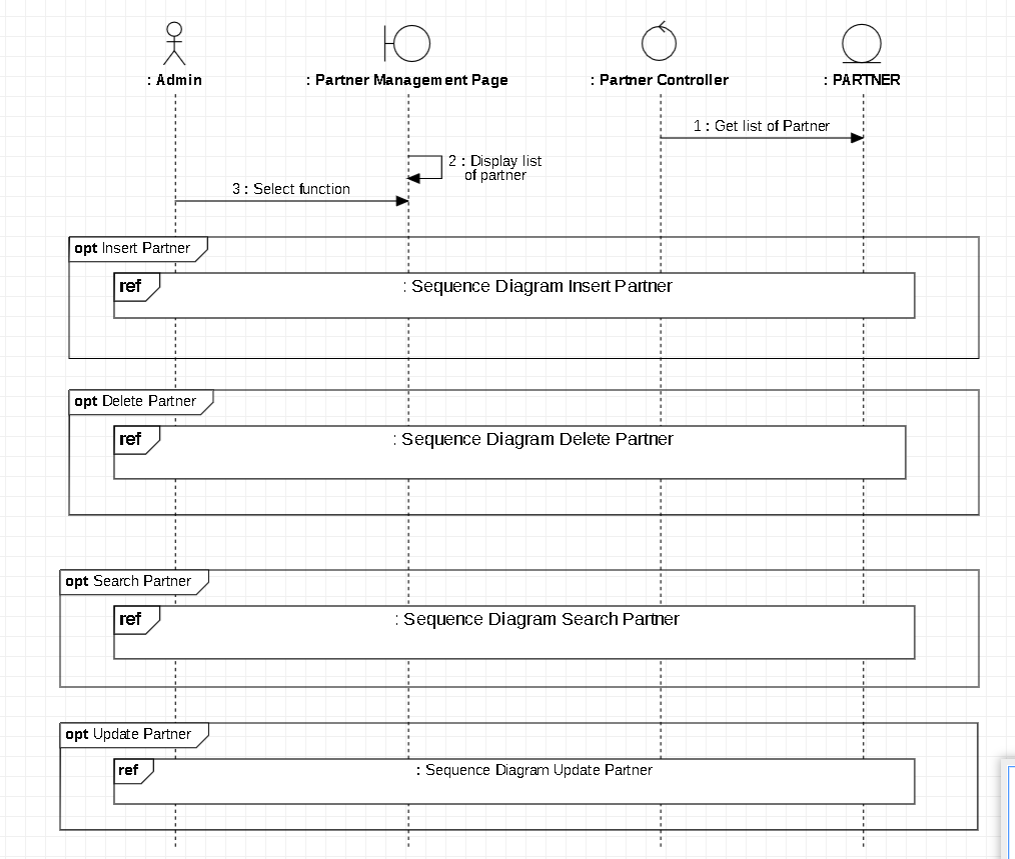 : Admin
: Partner Management Page
: Partner Controller
: PARTNER
1 : Get list of Partner
2 : Display list
of partner
3 : Select function
opt Insert Partner
ref
: Sequence Diagram Insert Partner
opt Delete Partner
ref
: Sequence Diagram Delete Partner
opt Search Partner
ref
: Sequence Diagram Search Partner
opt Update Partner
ref
: Sequence Diagram Update Partner